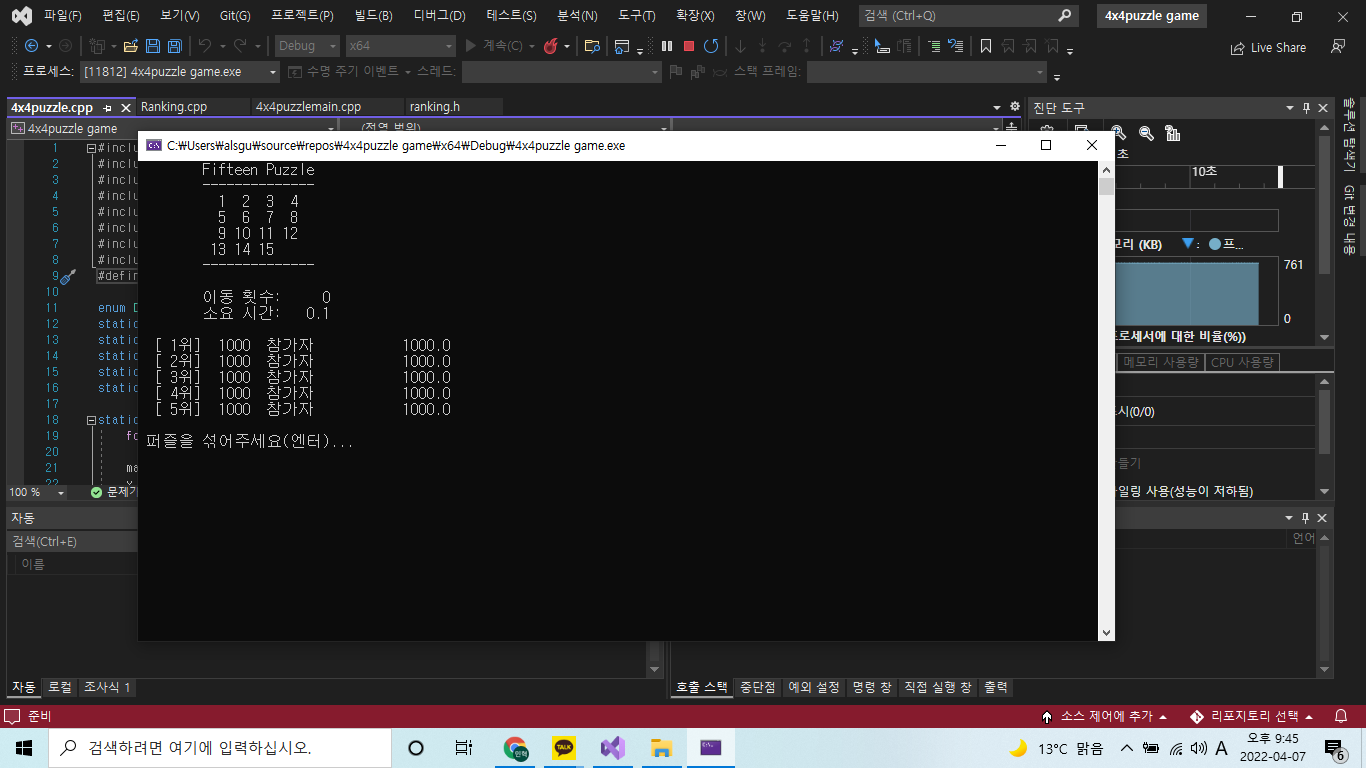 파일(F) 편집(E) 보기(V) Git(G) 프로젝트(P) 빌드(B) 디버그(D) 테스트(S) 분석(N) 도구(T) 확장(X) 창(W) 도움말(H) 검색 (Ctrl+Q) 4x4puzzle game
Debug x64 계속(C) Live Share
프로세스: [11812] 4x4puzzle game.exe 수명 주기 이벤트 스레드: 스택 프레임:
4x4puzzle.cpp Ranking.cpp 4x4puzzlemain.cpp ranking.h 진단 도구
4x4puzzle game (전역 범위)
솔루션 탐색기
Git 변경 내용
C:\Users\alsgu\source\repos\4x4puzzle game\x64\Debug\4x4puzzle game.exe
Fifteen Puzzle
--------------
1 2 3 4
5 6 7 8
9 10 11 12
13 14 15
--------------
이동 횟수: 0
소요 시간: 0.1
[ 1위] 1000 참가자 1000.0
[ 2위] 1000 참가자 1000.0
[ 3위] 1000 참가자 1000.0
[ 4위] 1000 참가자 1000.0
[ 5위] 1000 참가자 1000.0
퍼즐을 섞어주세요(엔터)...
1 #inclu
2 #inclu
3 #inclu
4 #inclu
5 #inclu
6 #inclu
7 #inclu
8 #inclu
9 #defin
10
11 enum D
12 static
13 static
14 static
15 static
16 static
17
18 static
19 fo
20
21 ma
22
100 % 문제가
초
10초
모리 (KB) 프...
761
0
프로세서에 대한 비율(%))
메모리 사용량 CPU 사용량
시(0/0)
들기
일링 사용(성능이 저하됨)
자동
검색(Ctrl+E)
이름
언어
자동 로컬 조사식 1
호출 스택 중단점 예외 설정 명령 창 직접 실행 창 출력
준비 소스 제어에 추가 리포지토리 선택
검색하려면 여기에 입력하십시오.
TALK
민혁
13°C 맑음 A 오후 9:45
2022-04-07
6